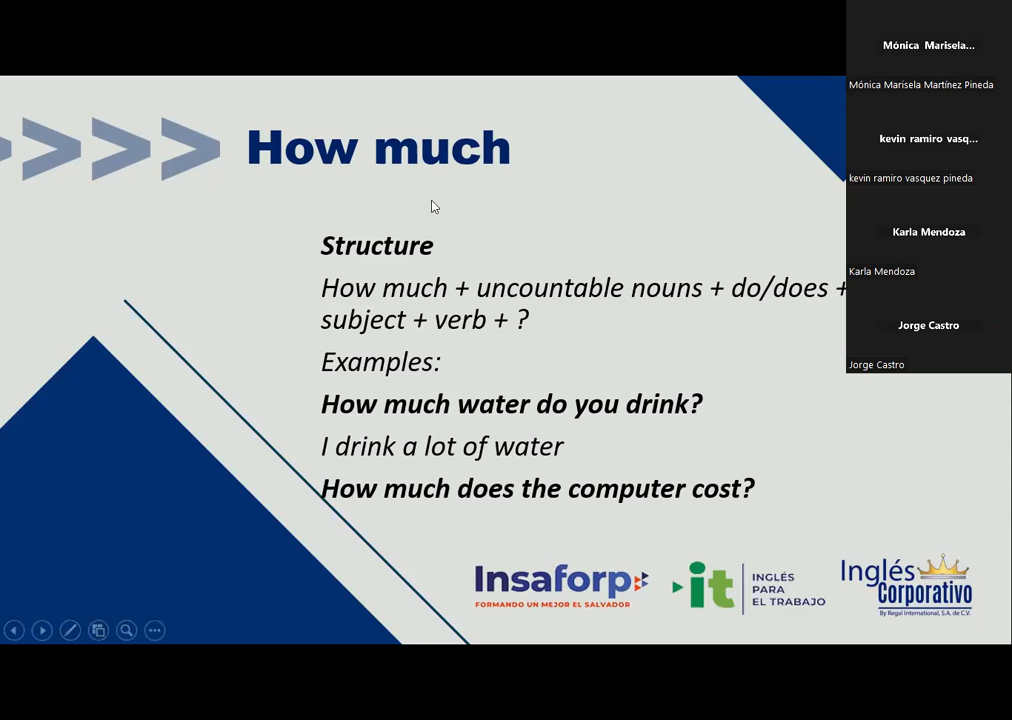 How much
Structure
How much + uncountable nouns + do/does +
subject + verb + ?
Examples:
How much water do you drink?
I drink a lot of water
How much does the computer cost?
Insaforp
FORMANDO UN MEJOR EL SALVADOR
it
INGLÉS
PARA
EL TRABAJO
Inglés
Corporativo
By Regal International, S.A. de C.V.
Mónica Marisela...
Mónica Marisela Martínez Pineda
kevin ramiro vasq...
kevin ramiro vasquez pineda
Karla Mendoza
Karla Mendoza
Jorge Castro
Jorge Castro